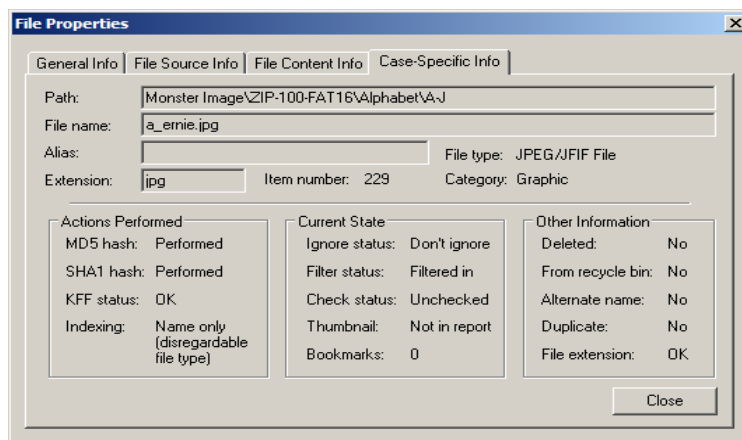 File Properties
General Info File Source Info File Content Info Case-Specific Info
Path: Monster Image\ZIP-100-FAT16\Alphabet\A-J
File name: a_ernie.jpg
Alias: File type: JPEG/JFIF File
Extension: jpg Item number: 229 Category: Graphic
Actions Performed
MD5 hash: Performed
SHA1 hash: Performed
KFF status: OK
Indexing: Name only
(disregardable
file type)
Current State
Ignore status: Don't ignore
Filter status: Filtered in
Check status: Unchecked
Thumbnail: Not in report
Bookmarks: 0
Other Information
Deleted: No
From recycle bin: No
Alternate name: No
Duplicate: No
File extension: OK
Close